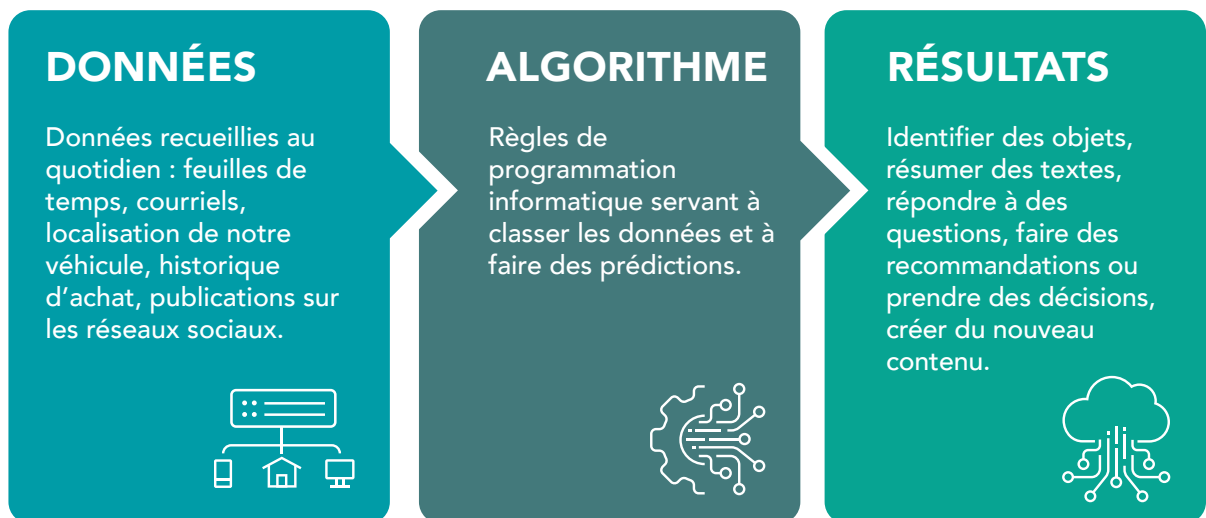 DONNÉES
Données recueillies au
quotidien : feuilles de
temps, courriels,
localisation de notre
véhicule, historique
d’achat, publications sur
les réseaux sociaux.
ALGORITHME
Règles de
programmation
informatique servant à
classer les données et à
faire des prédictions.
RÉSULTATS
Identifier des objets,
résumer des textes,
répondre à des
questions, faire des
recommandations ou
prendre des décisions,
créer du nouveau
contenu.